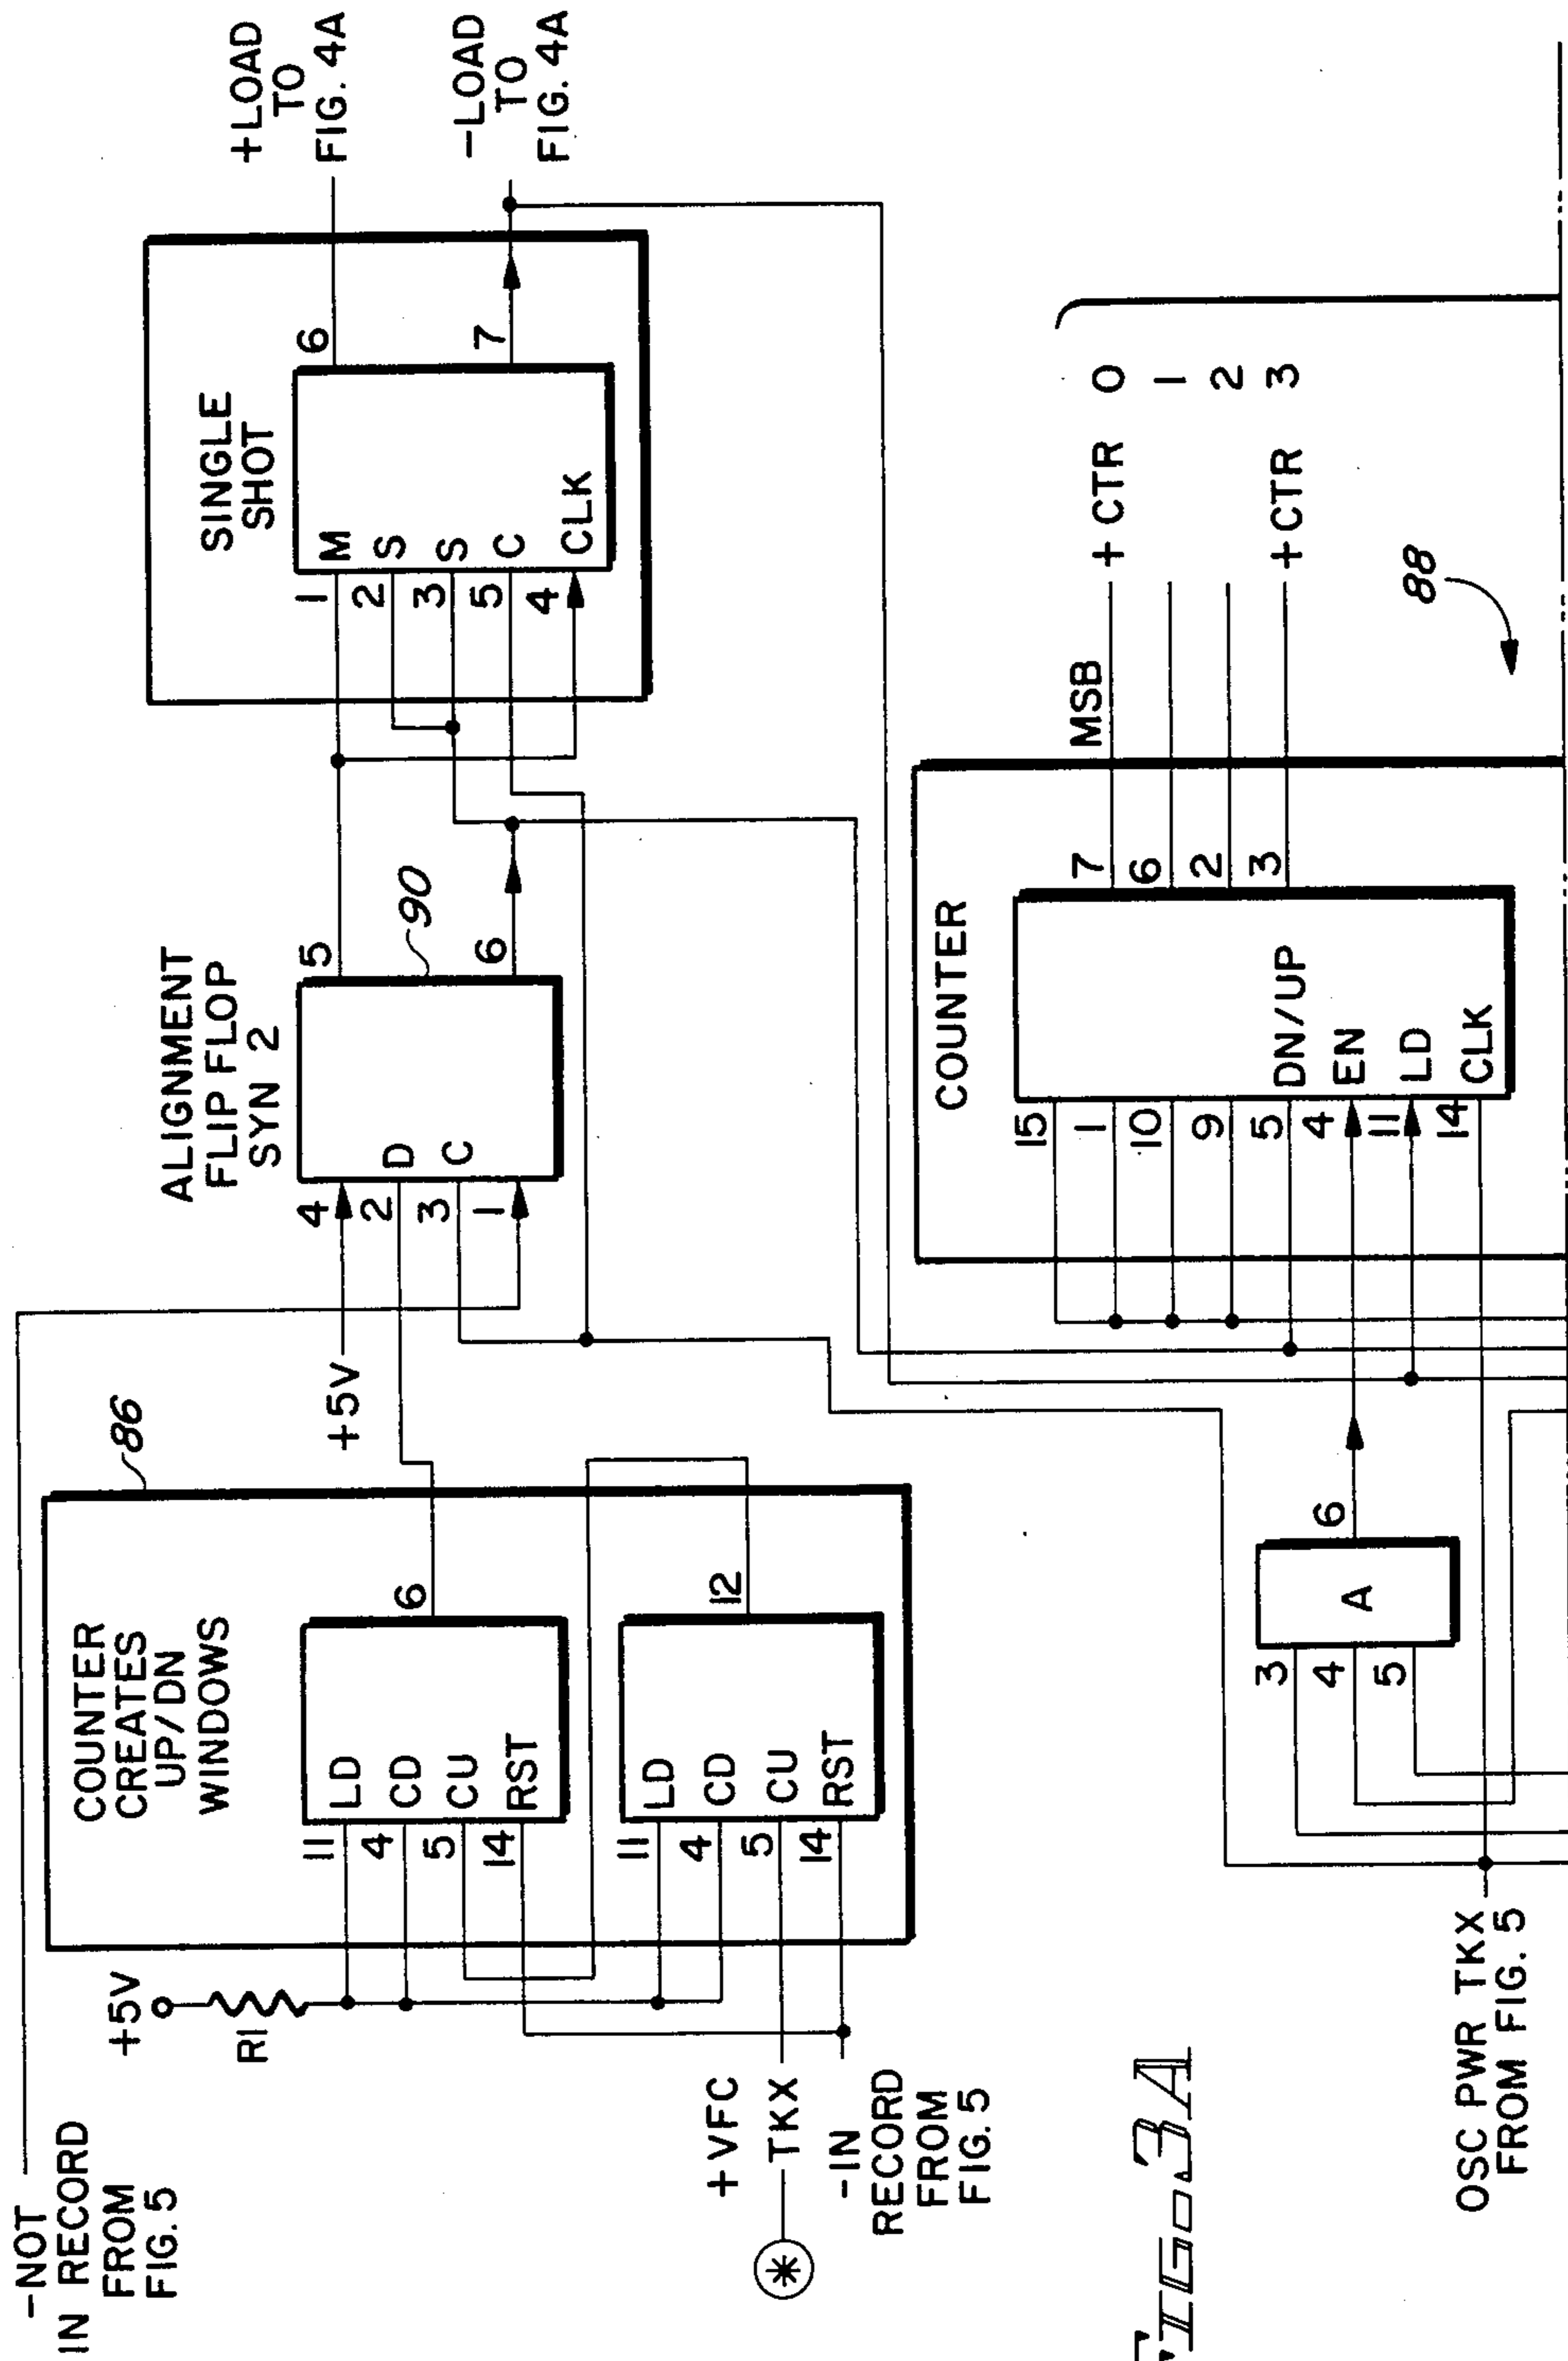 -NOT
IN RECORD
FROM
FIG. 5
+5V
R1
COUNTER
CREATES
UP/DN
WINDOWS
86
11 LD
4 CD
5 CU
14 RST
6
11 LD
4 CD
5 CU
14 RST
12
+VFC
TKX
-IN
RECORD
FROM
FIG. 5
+5V
ALIGNMENT
FLIP FLOP
SYN 2
4
2 D
3 C
1
5
6
90
SINGLE
SHOT
1 M
2 S
3 S
5 C
4 CLK
6
7
+LOAD
TO
FIG. 4A
-LOAD
TO
FIG. 4A
COUNTER
15
1
10
9
5 DN/UP
4 EN
11 LD
14 CLK
7
6
2
3
MSB
+CTR 0
1
2
+CTR 3
88
3
4
5
A
6
OSC PWR TKX
FROM FIG. 5
FIG. 3A